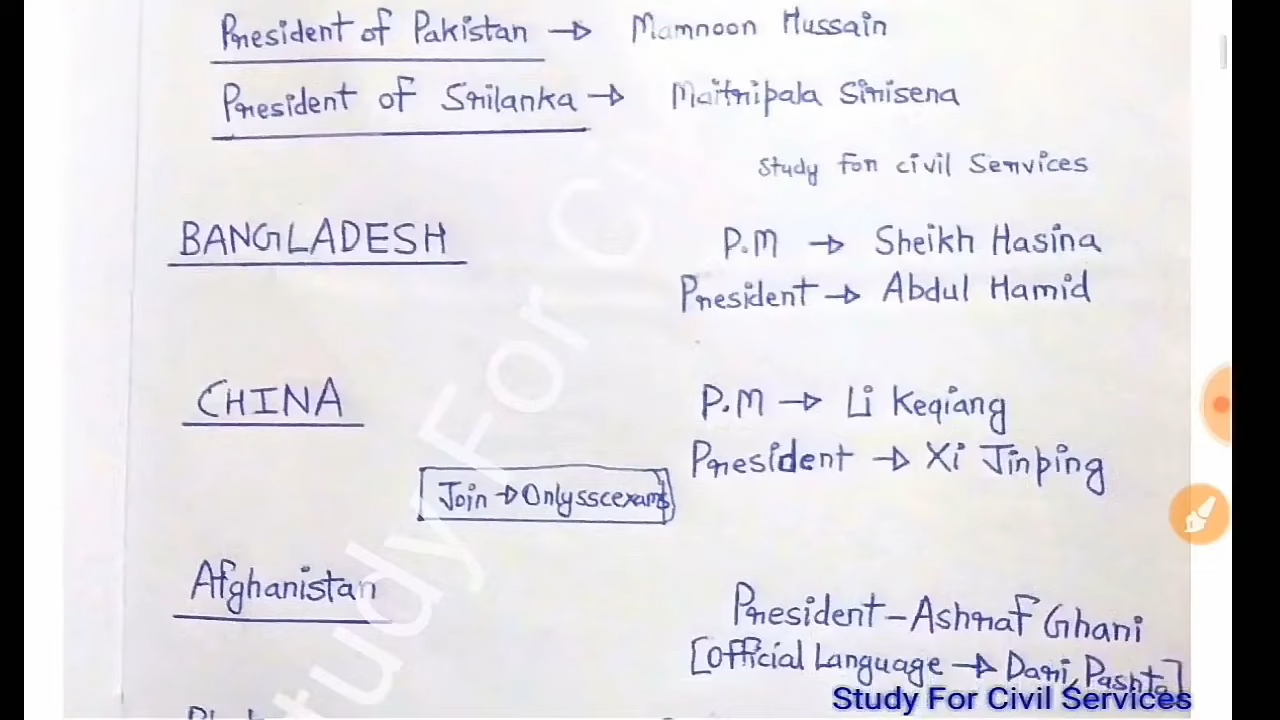 President of Pakistan → Mamnoon Hussain
President of Srilanka → Maitripala Sirisena
Study for civil Services
BANGLADESH P.M → Sheikh Hasina
President → Abdul Hamid
CHINA P.M → Li Keqiang
President → Xi Jinping
Join → Onlysscexams
Afghanistan
President - Ashraf Ghani
[Official Language → Dari, Pashto]
Study For Civil Services